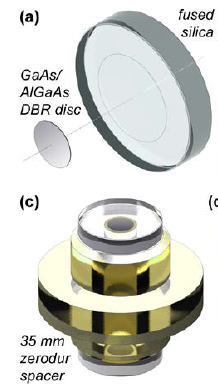 (a)
fused
silica
GaAs/
AlGaAs
DBR disc
(c)
(
35 mm
zerodur
spacer